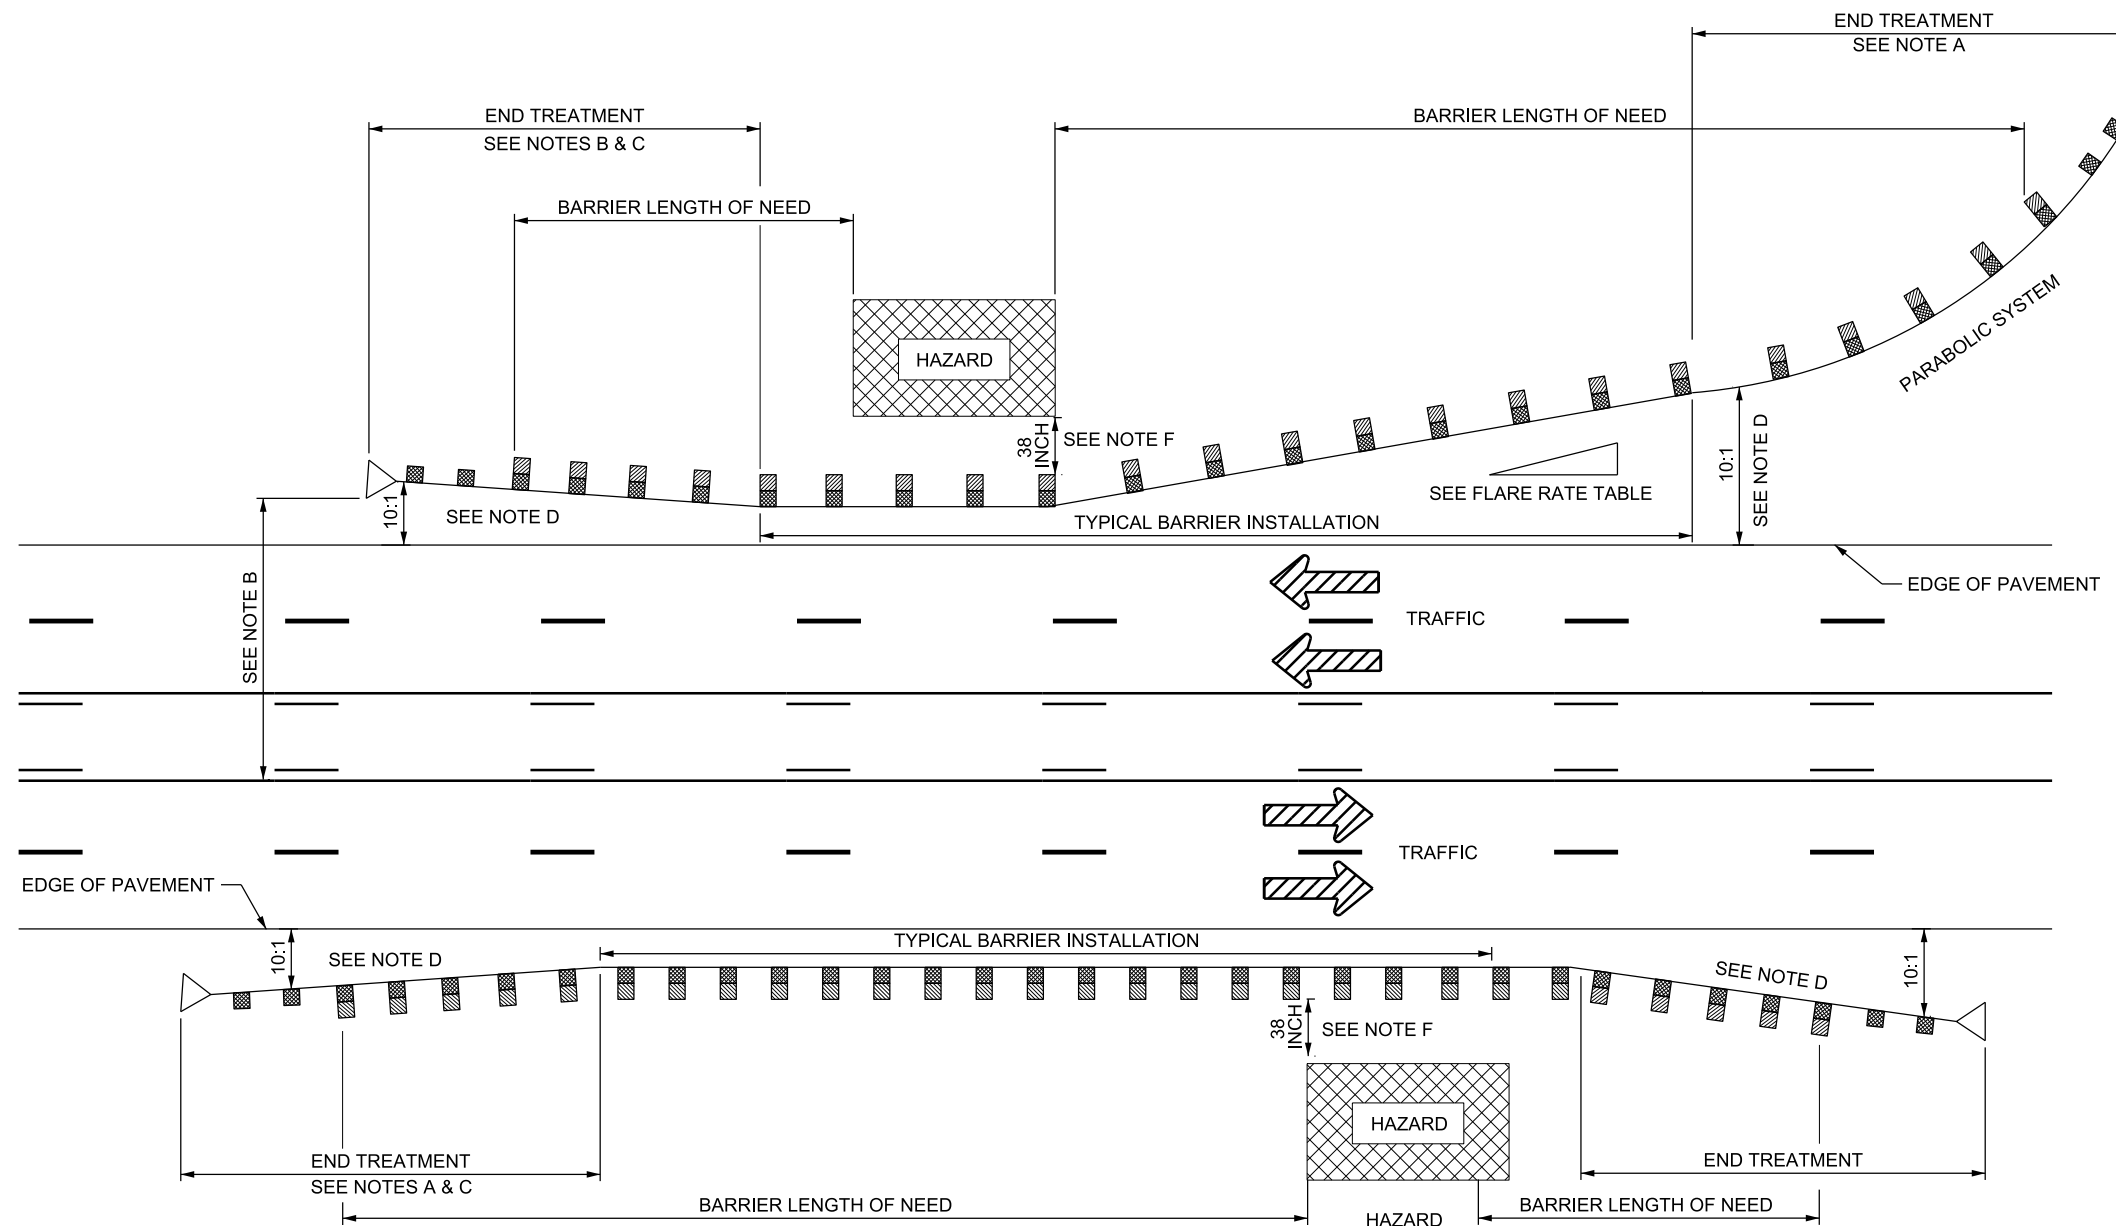 END TREATMENT
SEE NOTE A
END TREATMENT
SEE NOTES B & C
BARRIER LENGTH OF NEED
BARRIER LENGTH OF NEED
HAZARD
PARABOLIC SYSTEM
38
INCH
SEE NOTE F
10:1
SEE NOTE D
SEE FLARE RATE TABLE
10:1
SEE NOTE D
TYPICAL BARRIER INSTALLATION
SEE NOTE B
EDGE OF PAVEMENT
TRAFFIC
TRAFFIC
EDGE OF PAVEMENT
10:1
SEE NOTE D
TYPICAL BARRIER INSTALLATION
SEE NOTE D
10:1
38
INCH
SEE NOTE F
HAZARD
END TREATMENT
SEE NOTES A & C
END TREATMENT
BARRIER LENGTH OF NEED
BARRIER LENGTH OF NEED
HAZARD